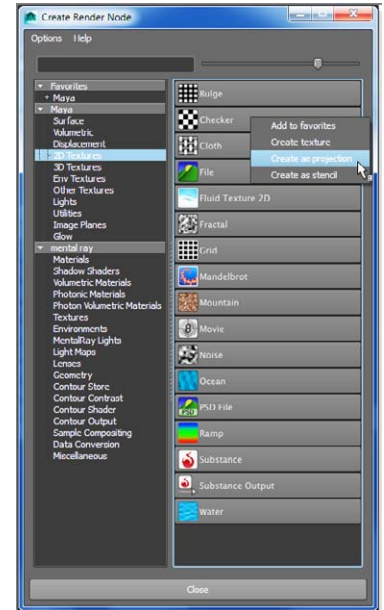 Create Render Node
Options Help
Favorites
+ Maya
Maya
Surface
Volumetric
Displacement
2D Textures
3D Textures
Env Textures
Other Textures
Lights
Utilities
Image Planes
Glow
mental ray
Materials
Shadow Shaders
Volumetric Materials
Photonic Materials
Photon Volumetric Materials
Textures
Environments
MentalRay Lights
Light Maps
Lenses
Geometry
Contour Store
Contour Contrast
Contour Shader
Contour Output
Sample Compositing
Data Conversion
Miscellaneous
Bulge
Checker
Cloth
File
Fluid Texture 2D
Fractal
Grid
Mandelbrot
Mountain
Movie
Noise
Ocean
PSD File
Ramp
Substance
Substance Output
Water
Add to favorites
Create texture
Create as projection
Create as stencil
Close